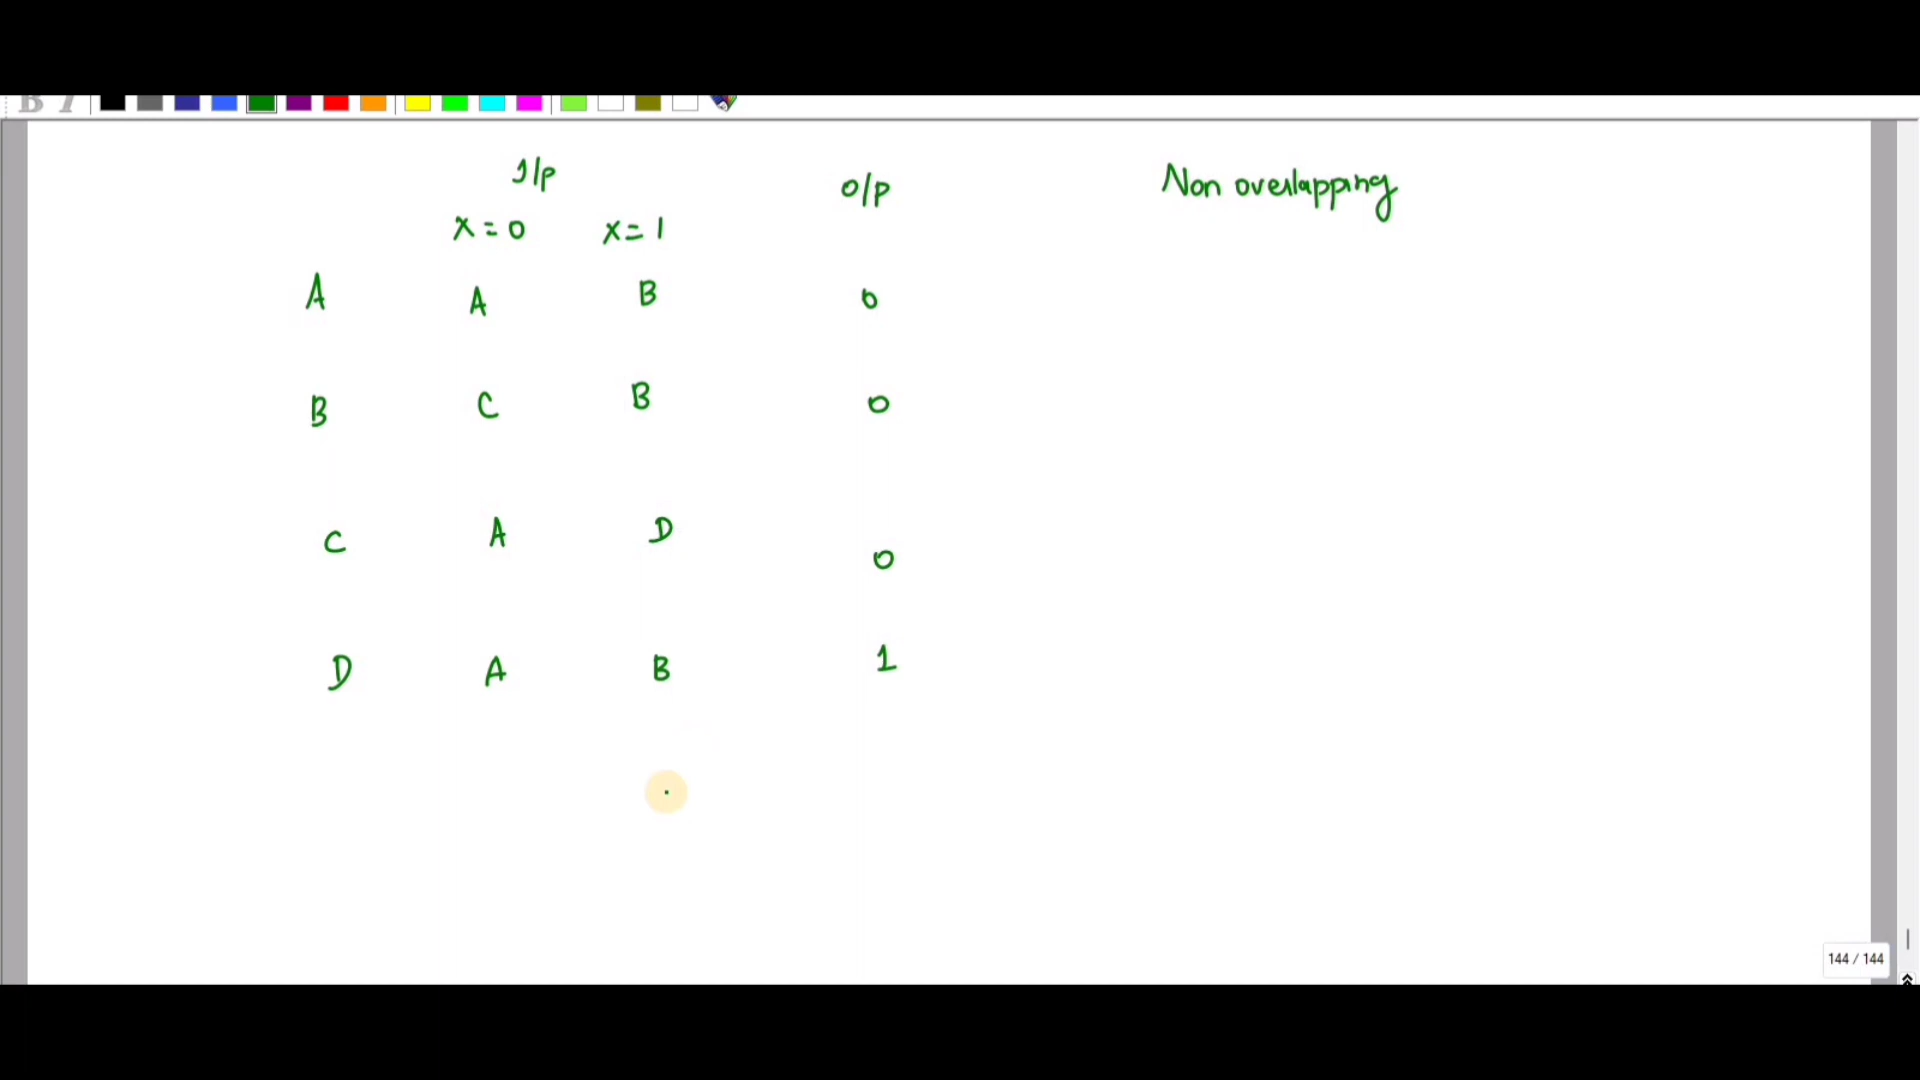 B I
I/p o/p Non overlapping
x = 0 x = 1
A A B 0
B C B 0
C A D 0
D A B 1
144 / 144